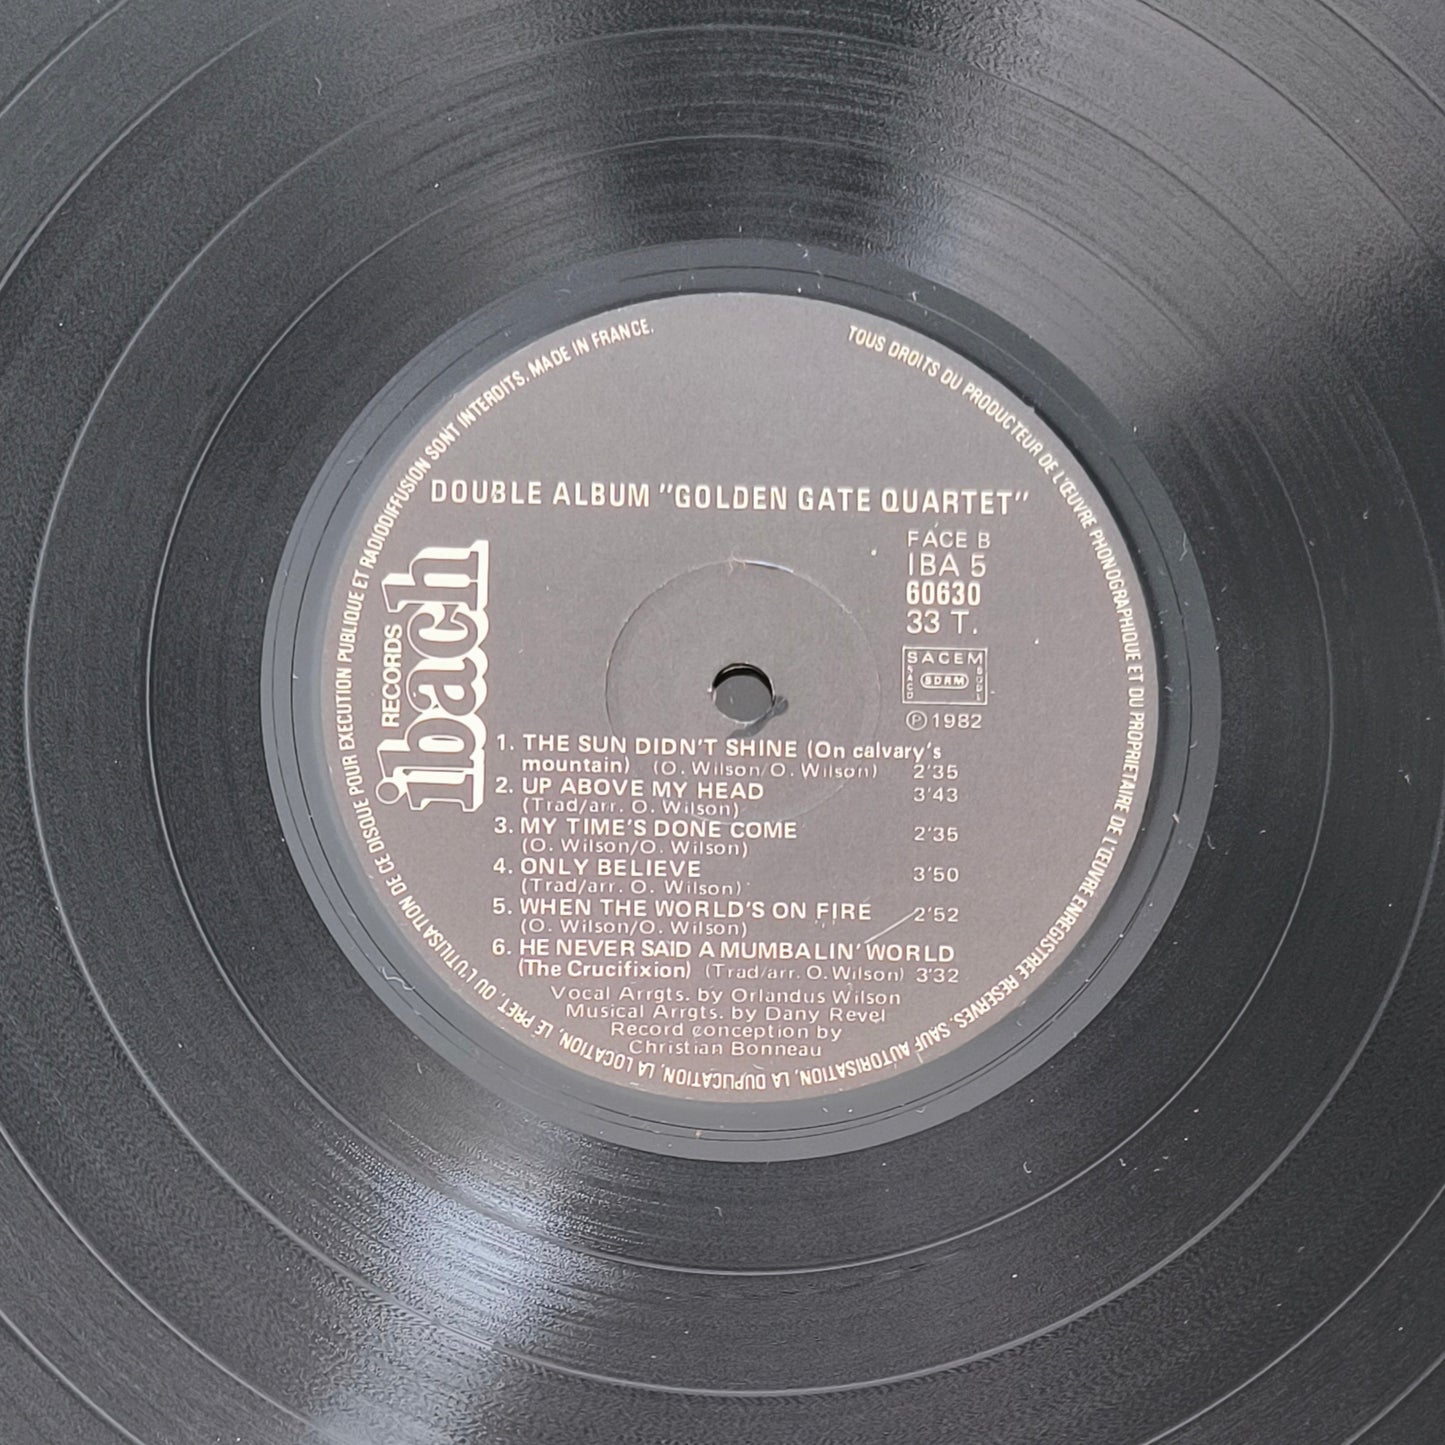 TOUS DROITS DU PRODUCTEUR DE L'ŒUVRE PHONOGRAPHIQUE ET DU PROPRIETAIRE DE L'ŒUVRE ENREGISTREE RESERVES. SAUF AUTORISATION, LA DUPLICATION, LA LOCATION, LE PRET, OU L'UTILISATION DE CE DISQUE POUR EXECUTION PUBLIQUE ET RADIODIFFUSION SONT INTERDITS. MADE IN FRANCE.
DOUBLE ALBUM "GOLDEN GATE QUARTET"
ibach
RECORDS
FACE B
IBA 5
60630
33 T.
SACEM
SACD
SDRM
SGDL
Ⓟ 1982
1. THE SUN DIDN'T SHINE (On calvary's
mountain) (O. Wilson/O. Wilson) 2'35
2. UP ABOVE MY HEAD 3'43
(Trad/arr. O. Wilson)
3. MY TIME'S DONE COME 2'35
(O. Wilson/O. Wilson)
4. ONLY BELIEVE 3'50
(Trad/arr. O. Wilson)
5. WHEN THE WORLD'S ON FIRE 2'52
(O. Wilson/O. Wilson)
6. HE NEVER SAID A MUMBALIN' WORLD
(The Crucifixion) (Trad/arr. O. Wilson) 3'32
Vocal Arrgts. by Orlandus Wilson
Musical Arrgts. by Dany Revel
Record conception by
Christian Bonneau